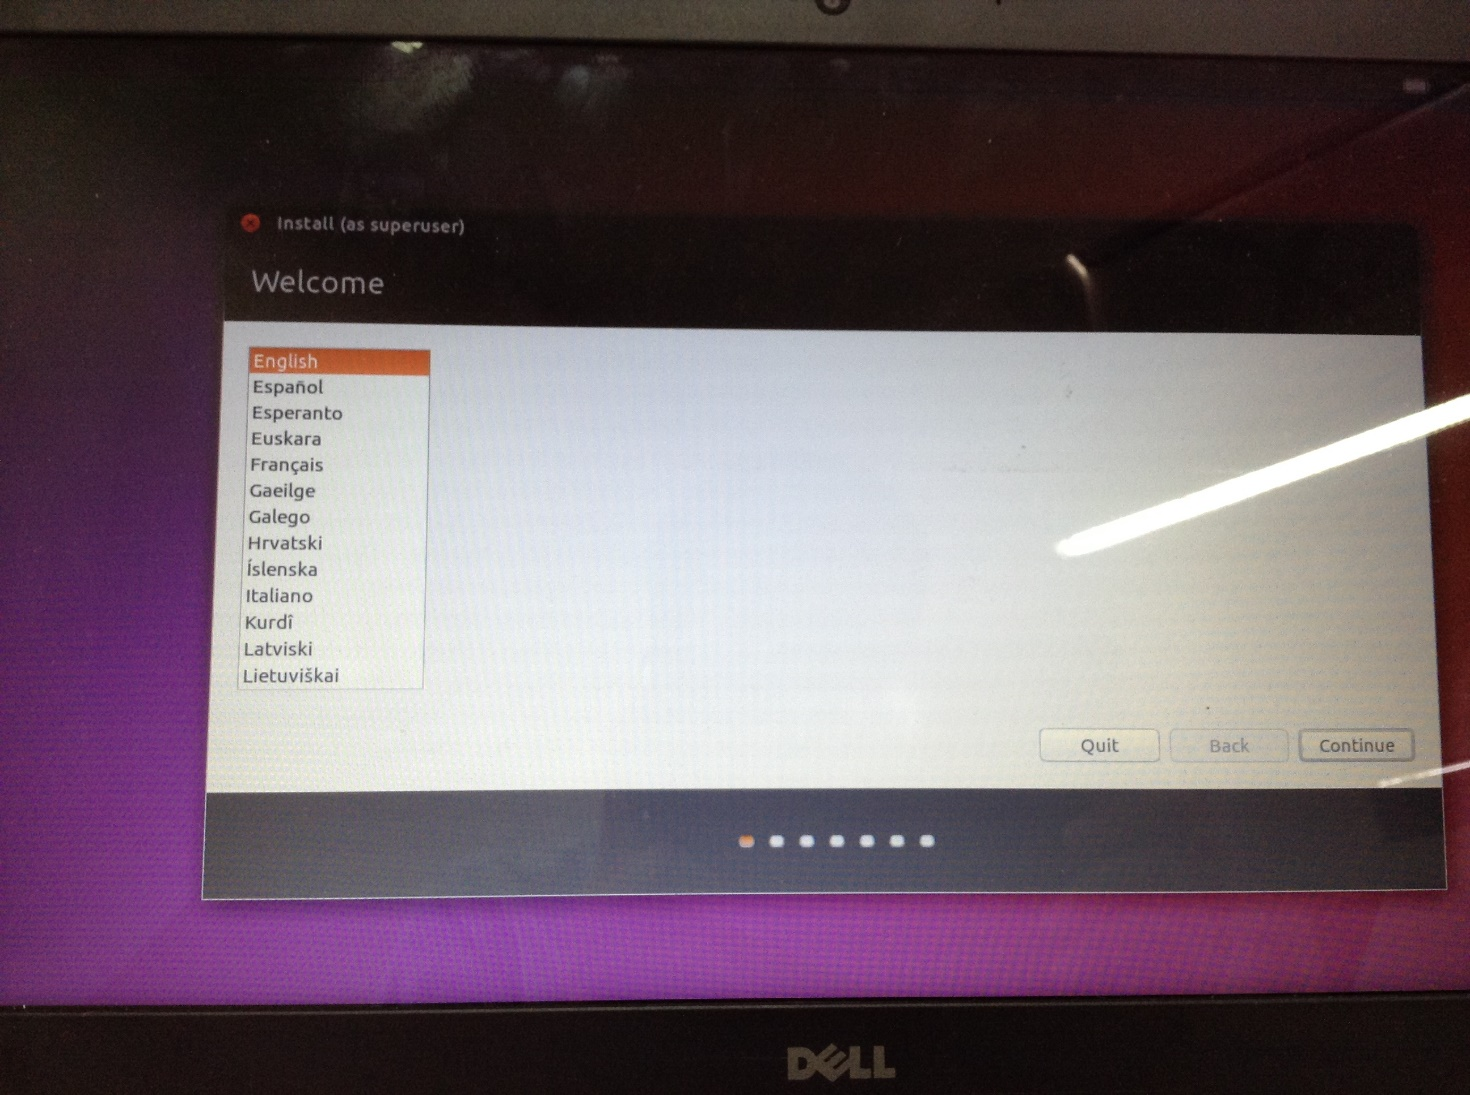 Install (as superuser)
Welcome
English
Español
Esperanto
Euskara
Français
Gaeilge
Galego
Hrvatski
Íslenska
Italiano
Kurdî
Latviski
Lietuviškai
Quit
Back
Continue
DELL